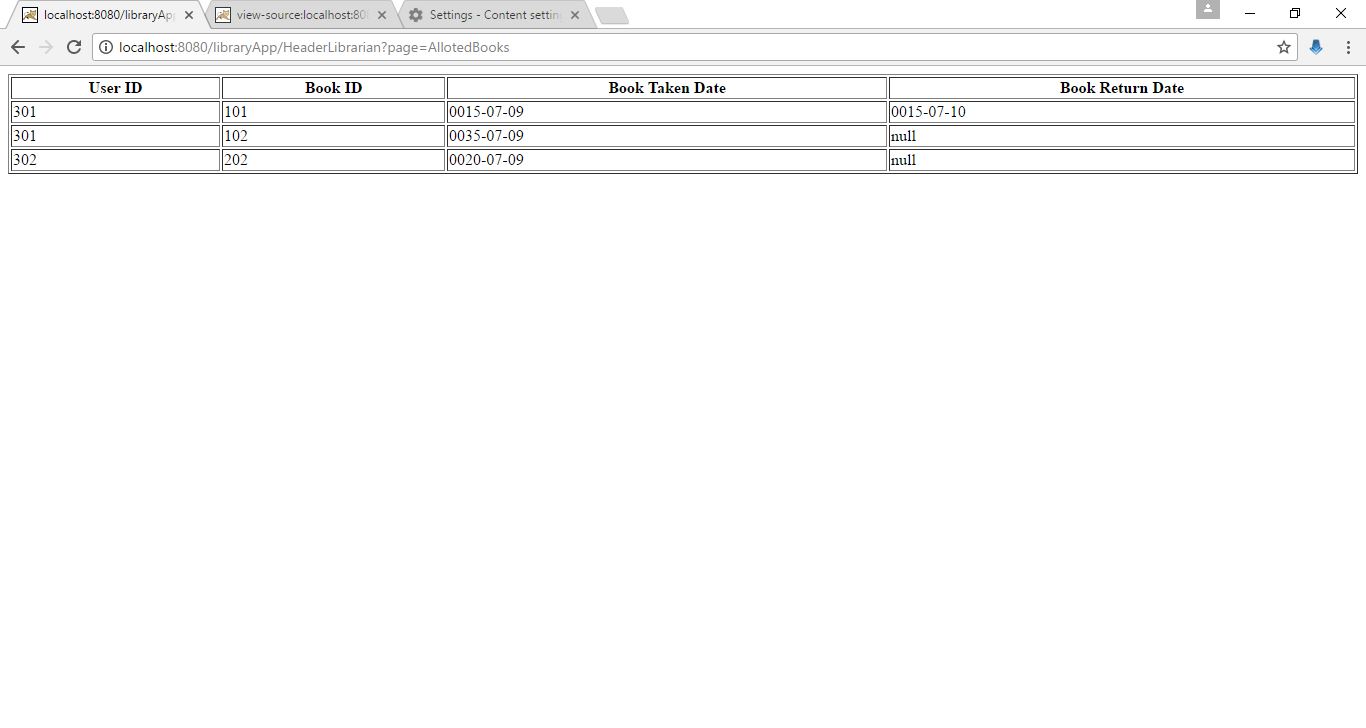 localhost:8080/libraryAp
view-source:localhost:80
Settings - Content settin
localhost:8080/libraryApp/HeaderLibrarian?page=AllotedBooks
User ID Book ID Book Taken Date Book Return Date
301 101 0015-07-09 0015-07-10
301 102 0035-07-09 null
302 202 0020-07-09 null